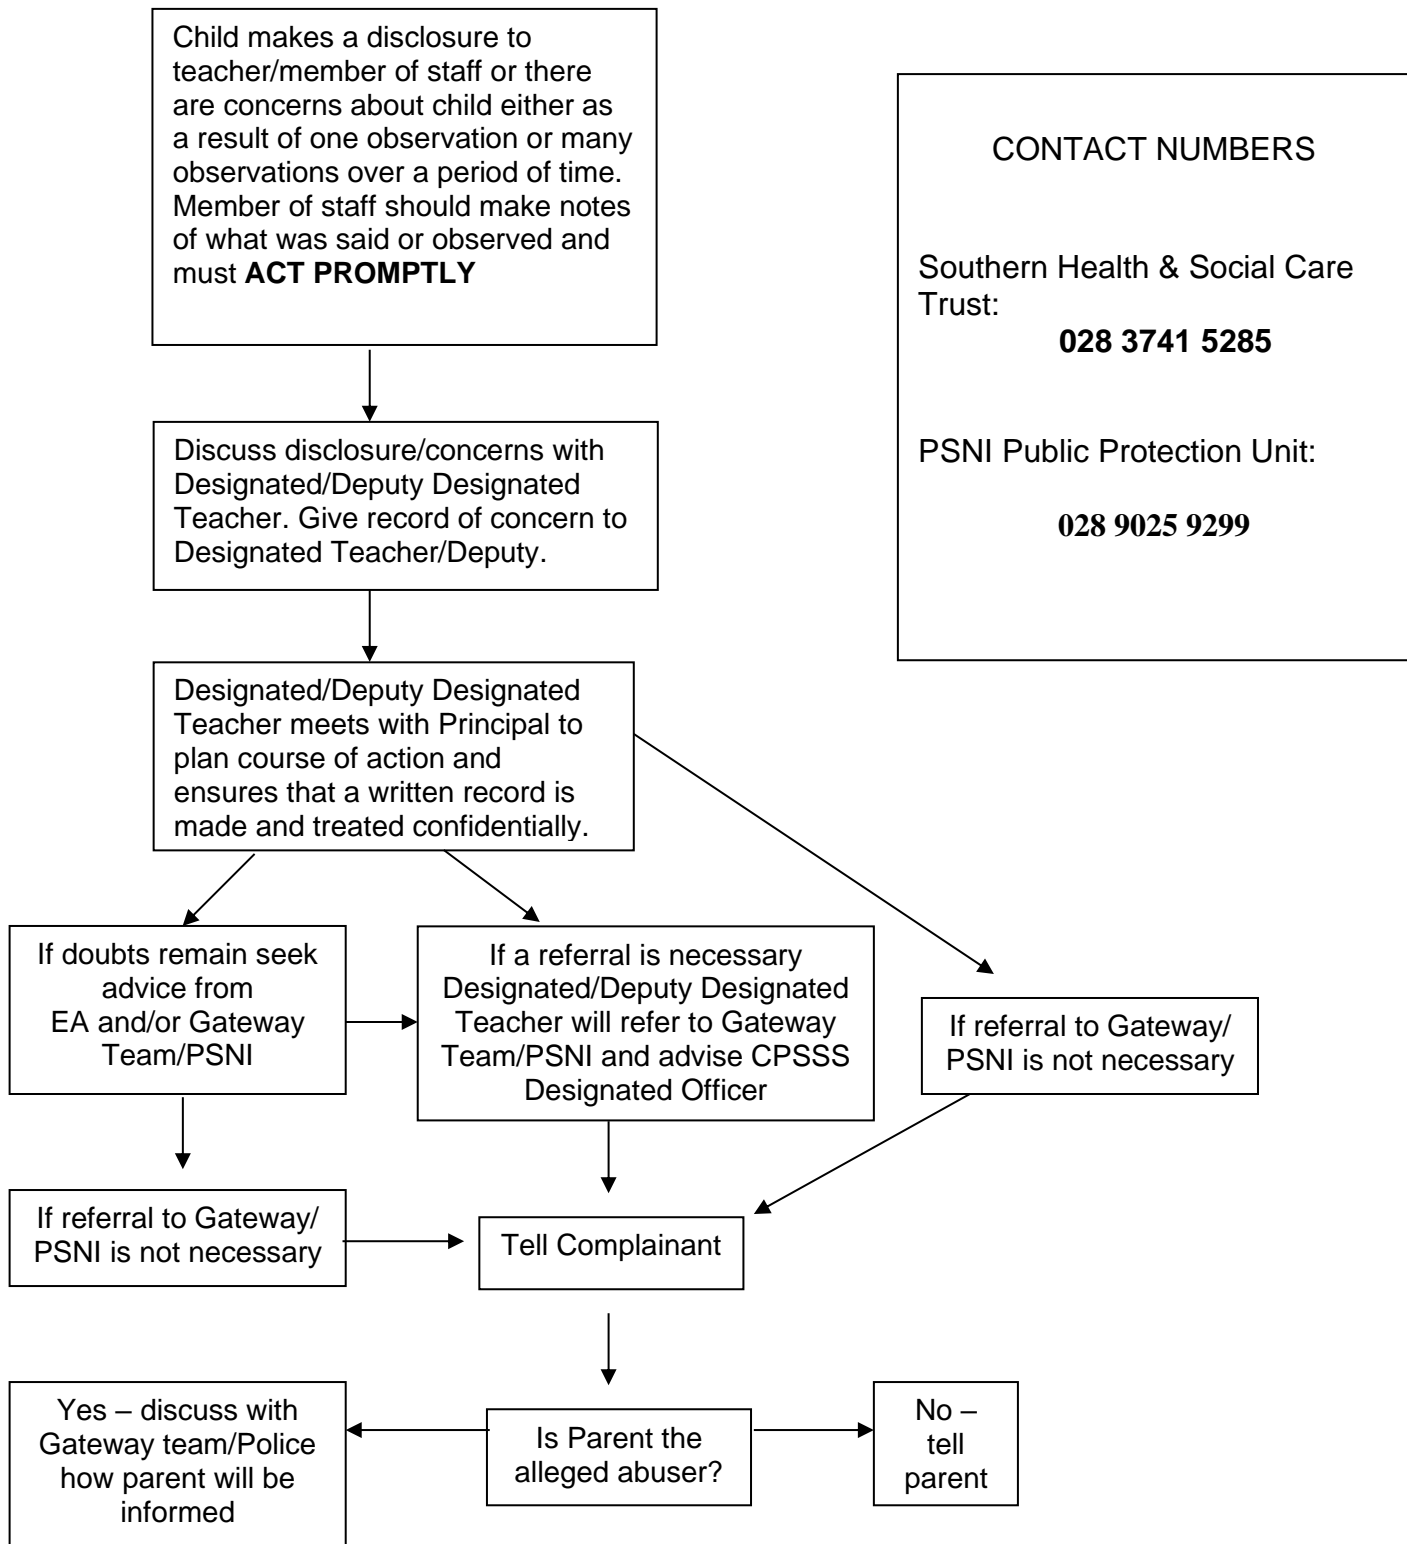 Child makes a disclosure to
teacher/member of staff or there
are concerns about child either as
a result of one observation or many
observations over a period of time.
Member of staff should make notes
of what was said or observed and
must ACT PROMPTLY
CONTACT NUMBERS
Southern Health & Social Care
Trust:
028 3741 5285
PSNI Public Protection Unit:
028 9025 9299
Discuss disclosure/concerns with
Designated/Deputy Designated
Teacher. Give record of concern to
Designated Teacher/Deputy.
Designated/Deputy Designated
Teacher meets with Principal to
plan course of action and
ensures that a written record is
made and treated confidentially.
If doubts remain seek
advice from
EA and/or Gateway
Team/PSNI
If a referral is necessary
Designated/Deputy Designated
Teacher will refer to Gateway
Team/PSNI and advise CPSSS
Designated Officer
If referral to Gateway/
PSNI is not necessary
If referral to Gateway/
PSNI is not necessary
Tell Complainant
Yes – discuss with
Gateway team/Police
how parent will be
informed
Is Parent the
alleged abuser?
No –
tell
parent